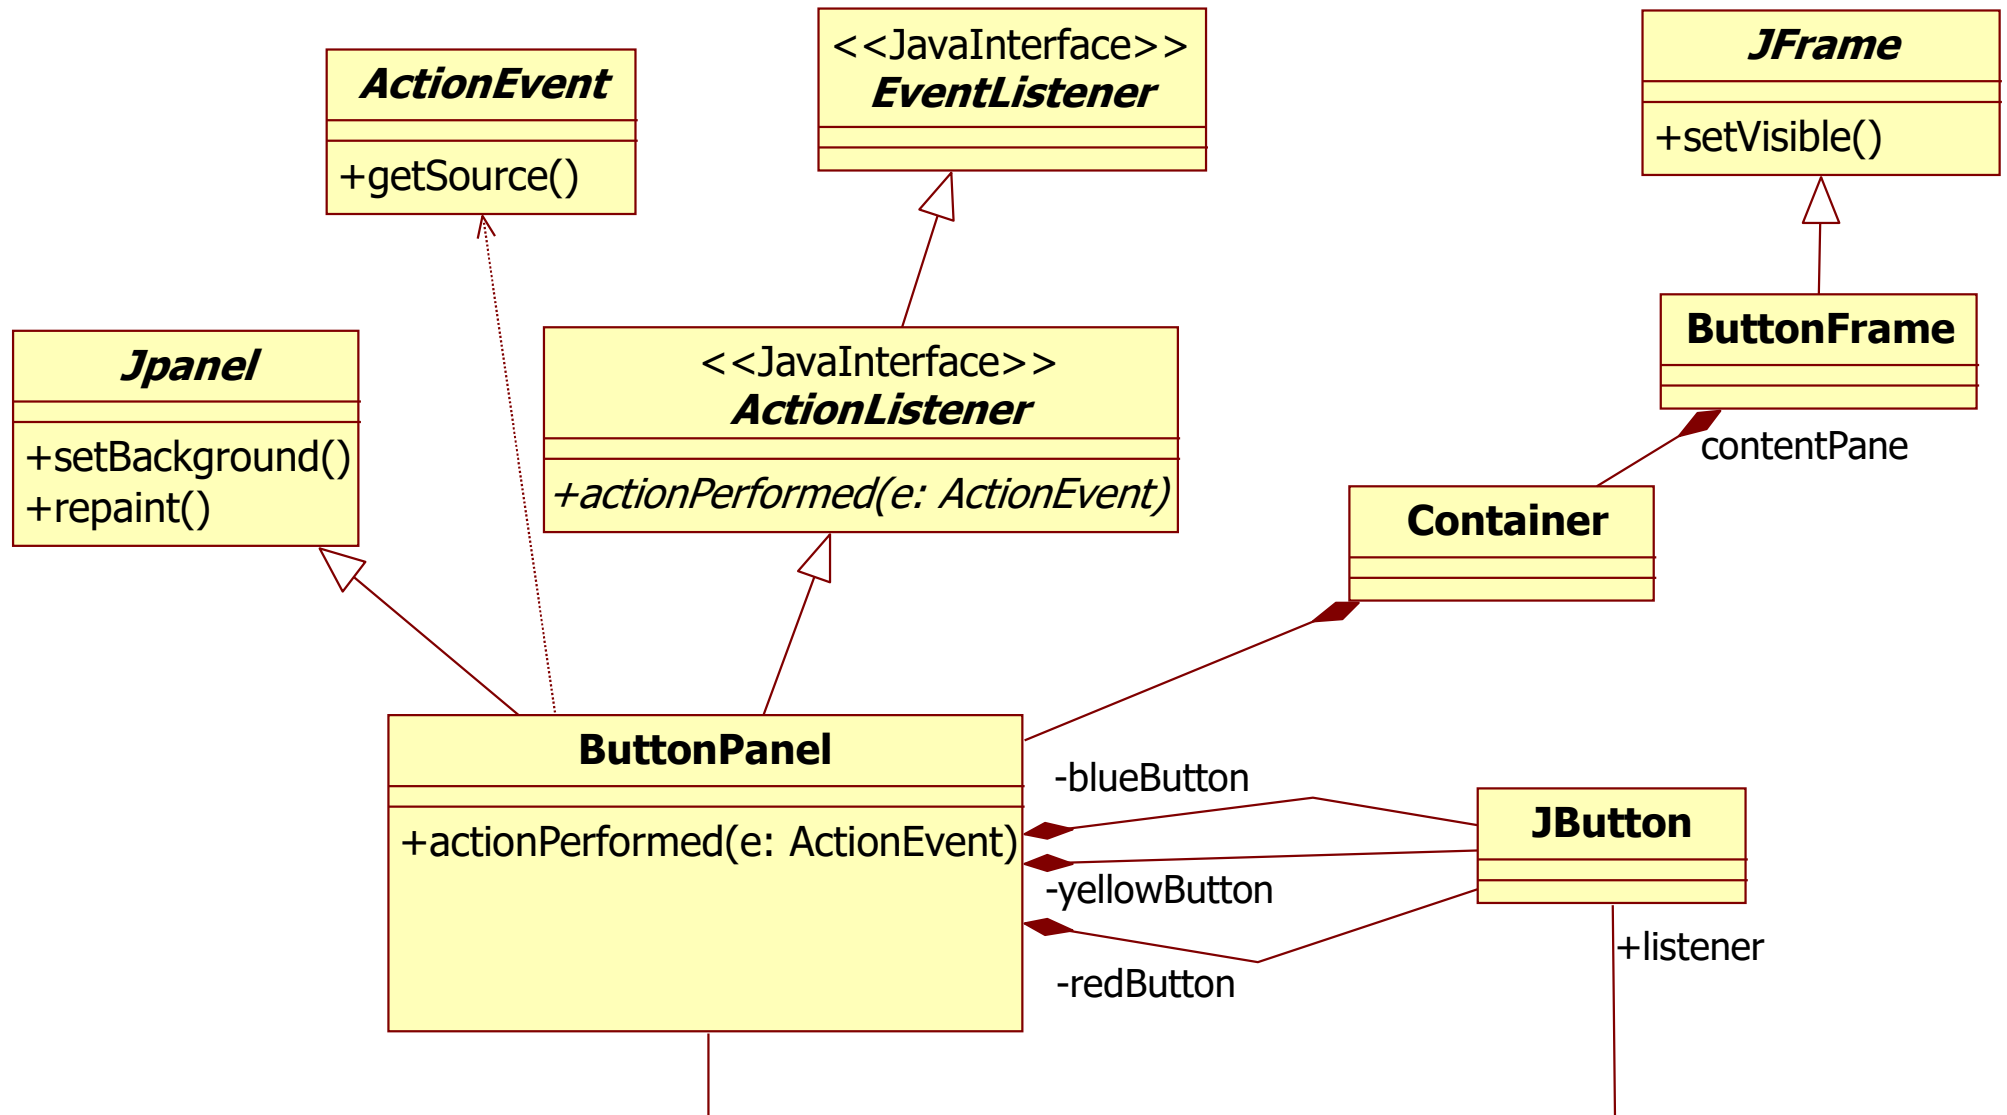 <<JavaInterface>>
EventListener
JFrame
+setVisible()
ActionEvent
+getSource()
ButtonFrame
contentPane
Jpanel
+setBackground()
+repaint()
<<JavaInterface>>
ActionListener
+actionPerformed(e: ActionEvent)
Container
ButtonPanel
+actionPerformed(e: ActionEvent)
-blueButton
-yellowButton
-redButton
JButton
+listener